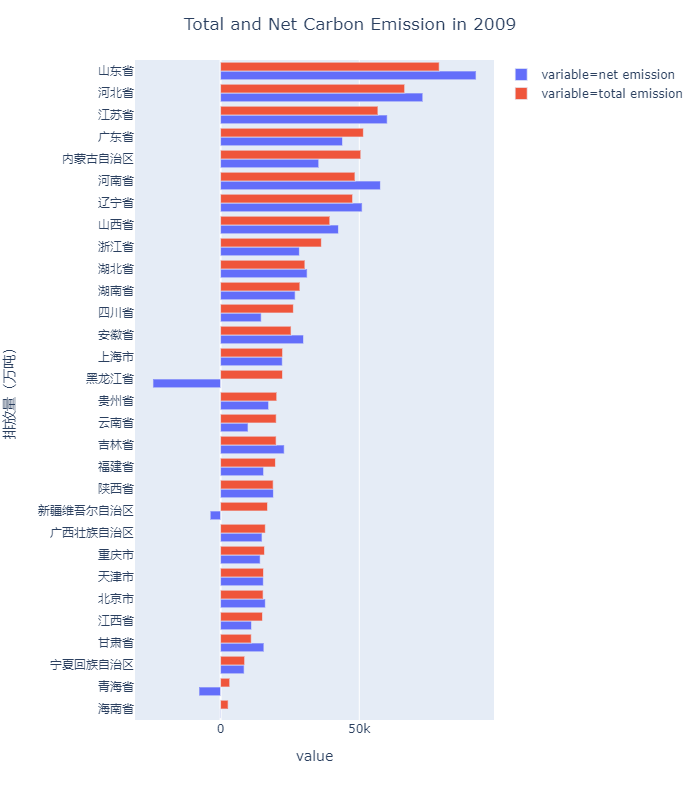 Total and Net Carbon Emission in 2009
variable=net emission
variable=total emission
排放量 (万吨)
山东省
河北省
江苏省
广东省
内蒙古自治区
河南省
辽宁省
山西省
浙江省
湖北省
湖南省
四川省
安徽省
上海市
黑龙江省
贵州省
云南省
吉林省
福建省
陕西省
新疆维吾尔自治区
广西壮族自治区
重庆市
天津市
北京市
江西省
甘肃省
宁夏回族自治区
青海省
海南省
0 50k
value